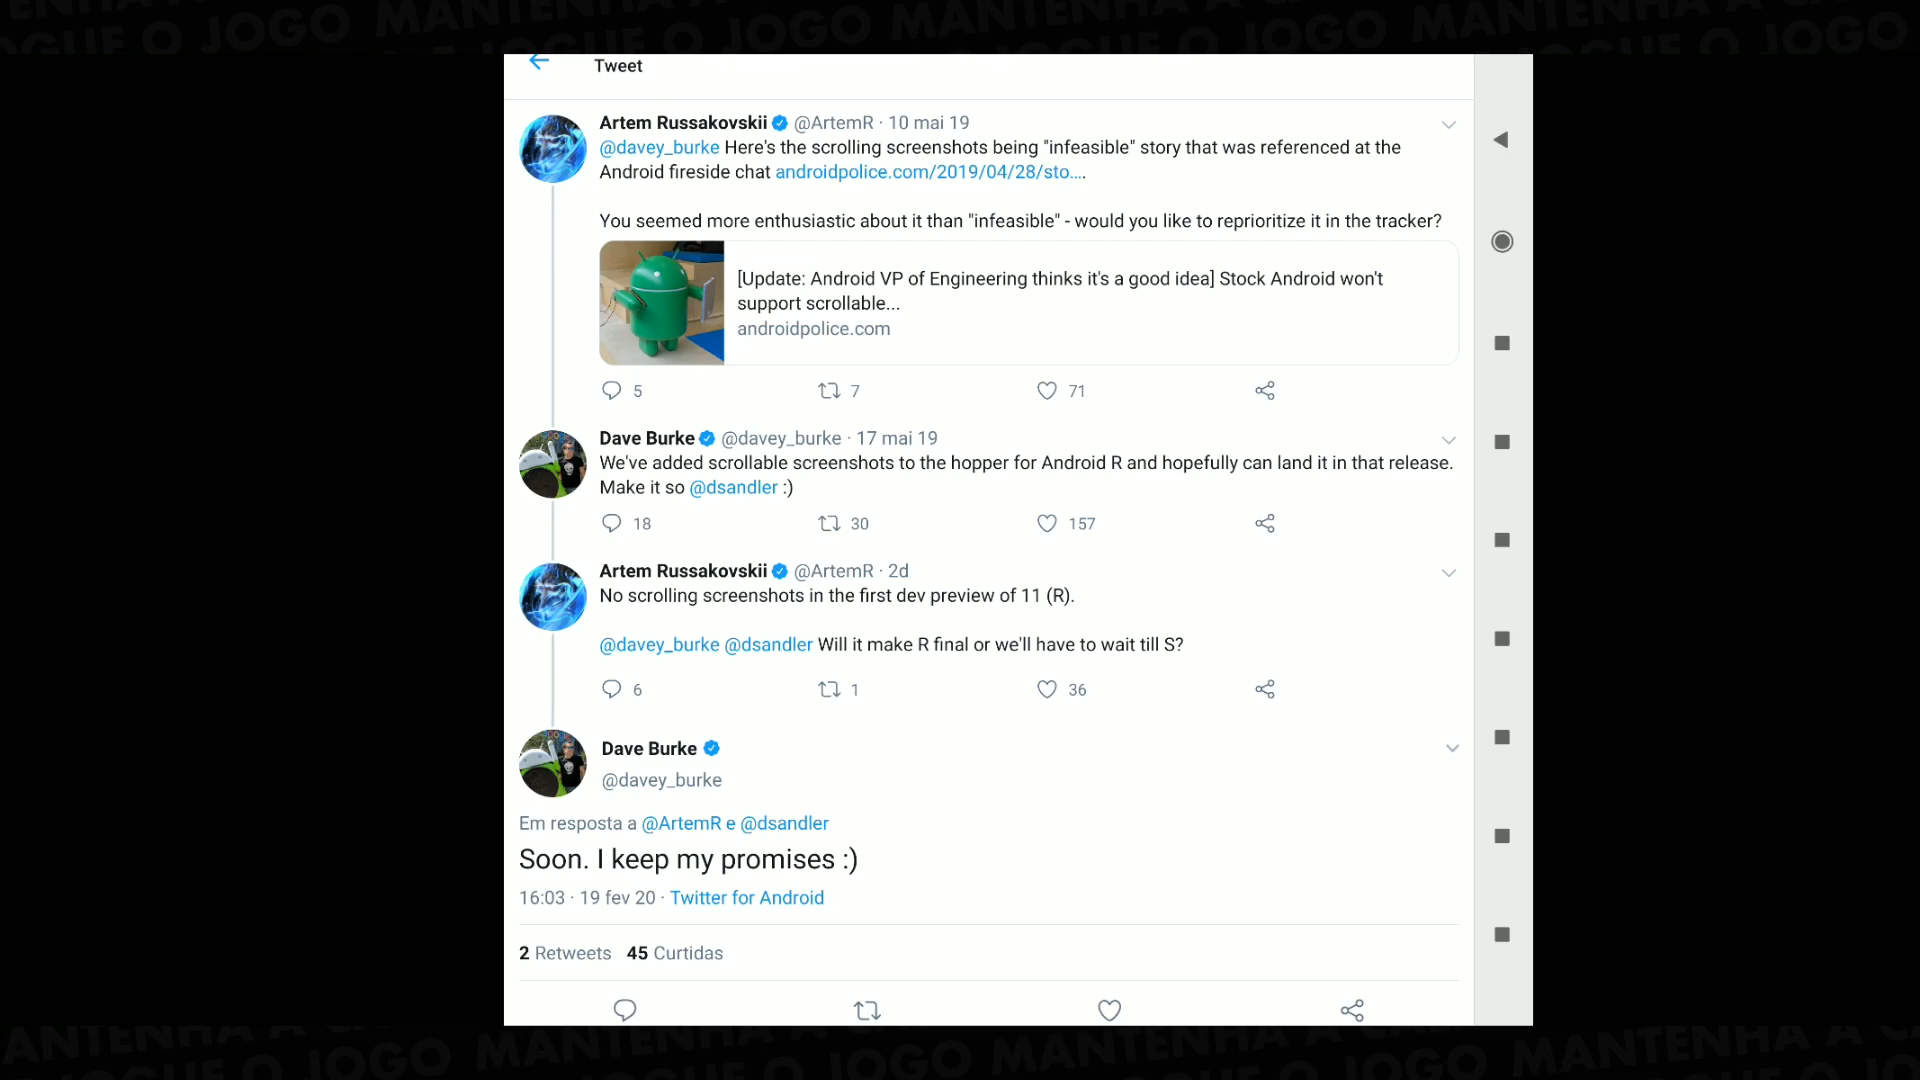 MANTENHA A
JOGUE O JOGO
Tweet
Artem Russakovskii @ArtemR · 10 mai 19
@davey_burke Here's the scrolling screenshots being "infeasible" story that was referenced at the
Android fireside chat androidpolice.com/2019/04/28/sto….
You seemed more enthusiastic about it than "infeasible" - would you like to reprioritize it in the tracker?
[Update: Android VP of Engineering thinks it's a good idea] Stock Android won't
support scrollable...
androidpolice.com
5 7 71
Dave Burke @davey_burke · 17 mai 19
We've added scrollable screenshots to the hopper for Android R and hopefully can land it in that release.
Make it so @dsandler :)
18 30 157
Artem Russakovskii @ArtemR · 2d
No scrolling screenshots in the first dev preview of 11 (R).
@davey_burke @dsandler Will it make R final or we'll have to wait till S?
6 1 36
Dave Burke
@davey_burke
Em resposta a @ArtemR e @dsandler
Soon. I keep my promises :)
16:03 · 19 fev 20 · Twitter for Android
2 Retweets 45 Curtidas
MANTENHA A
JOGUE O JOGO